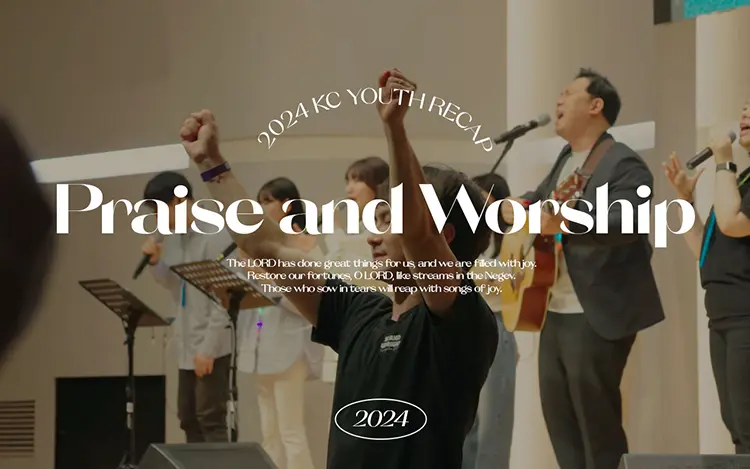 2024 KC YOUTH RECAP
Praise and Worship
The LORD has done great things for us, and we are filled with joy.
Restore our fortunes, O LORD, like streams in the Negev.
Those who sow in tears will reap with songs of joy.
2024